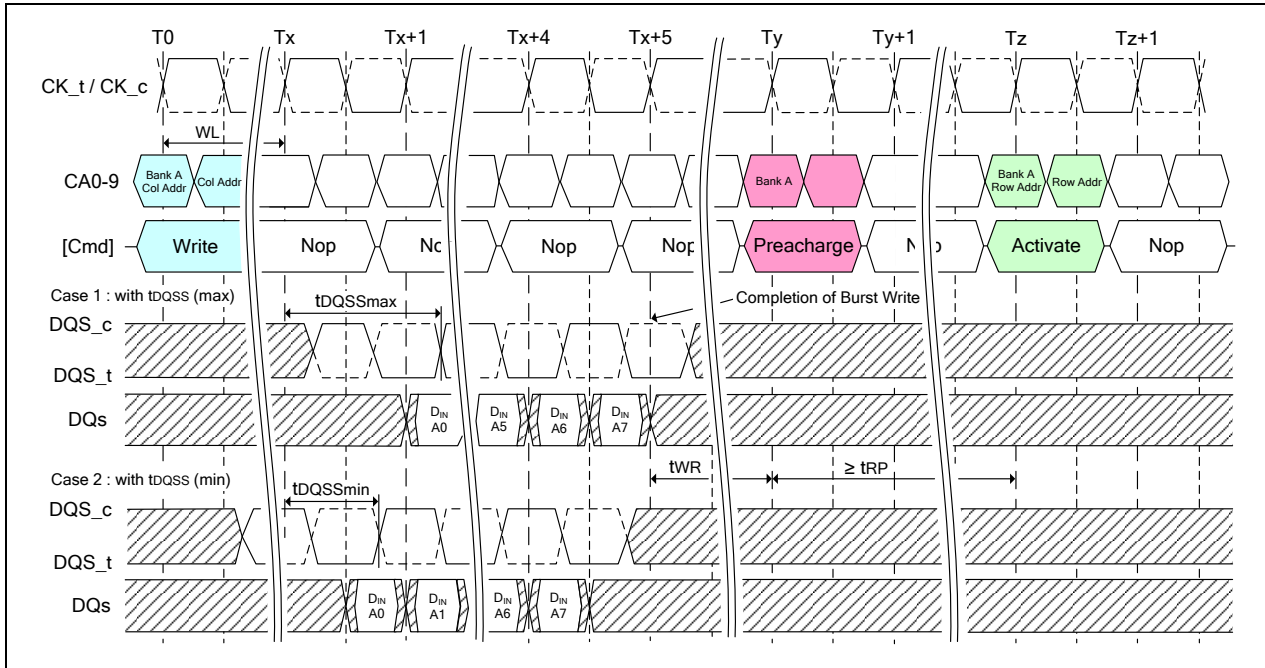 T0 Tx Tx+1 Tx+4 Tx+5 Ty Ty+1 Tz Tz+1
CK_t / CK_c
WL
CA0-9
Bank A
Col Addr
Col Addr
Bank A
Bank A
Row Addr
Row Addr
[Cmd] Write Nop Nop Nop Preacharge Activate Nop
Case 1 : with tDQSS (max)
tDQSSmax
Completion of Burst Write
DQS_c
DQS_t
DQs
DIN
A0
DIN
A5
DIN
A6
DIN
A7
Case 2 : with tDQSS (min)
tDQSSmin
tWR
≥ tRP
DQS_c
DQS_t
DQs
DIN
A0
DIN
A1
DIN
A6
DIN
A7